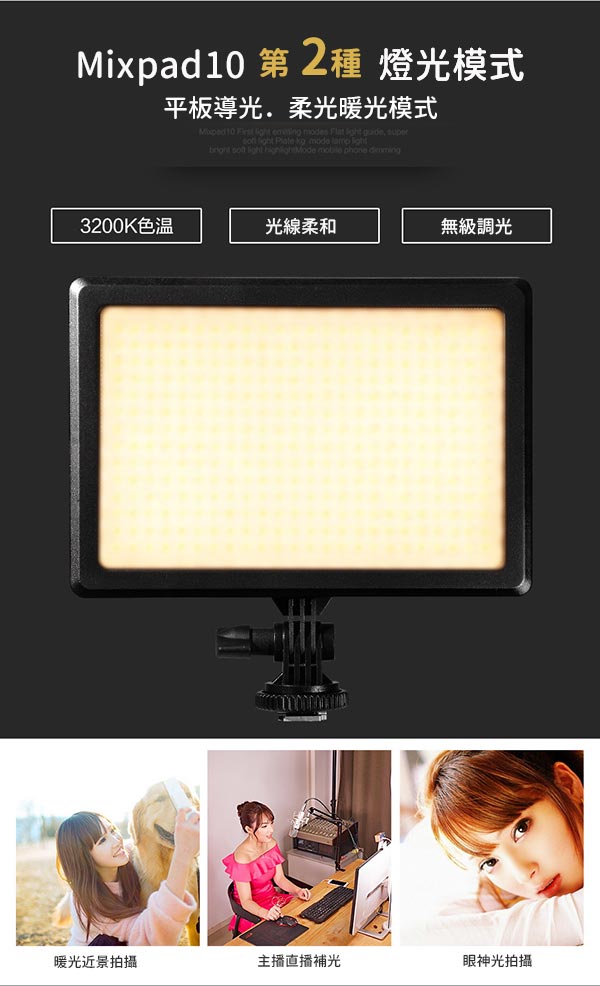 Mixpad10 第2種 燈光模式
平板導光．柔光暖光模式
Mixpad10 First light emitting modes Flat light guide, super
soft light Plate kg mode lamp light
bright soft light highlightMode mobile phone dimming
3200K色温
光線柔和
無級調光
暖光近景拍攝
主播直播補光
眼神光拍攝